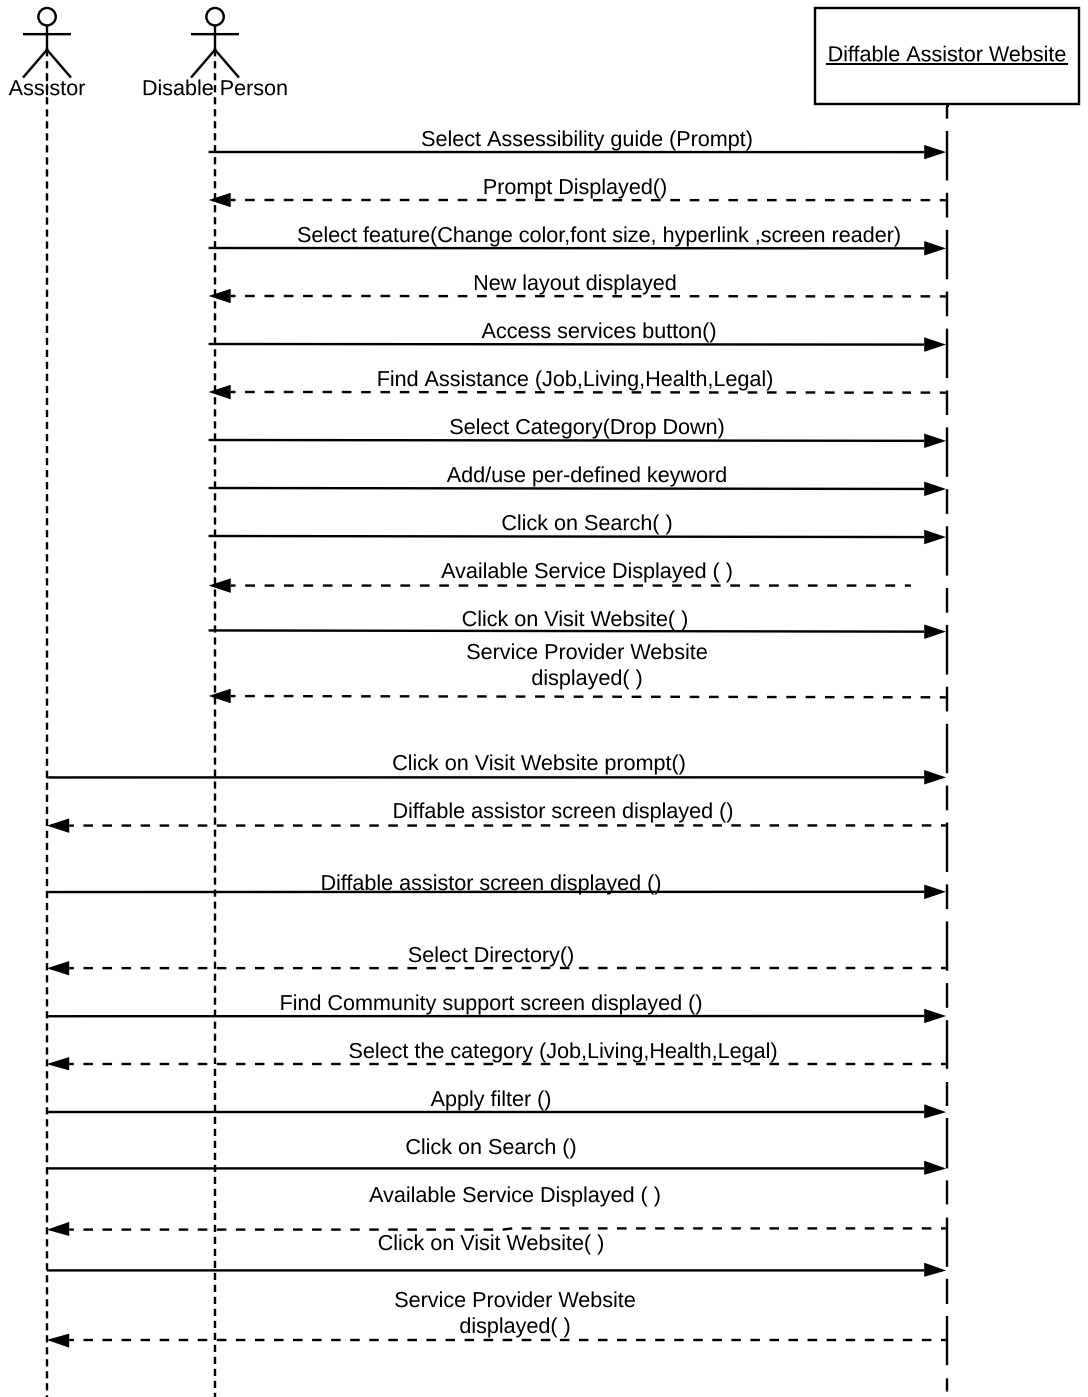 Assistor
Disable Person
Diffable Assistor Website
Select Assessibility guide (Prompt)
Prompt Displayed()
Select feature(Change color,font size, hyperlink ,screen reader)
New layout displayed
Access services button()
Find Assistance (Job,Living,Health,Legal)
Select Category(Drop Down)
Add/use per-defined keyword
Click on Search( )
Available Service Displayed ( )
Click on Visit Website( )
Service Provider Website
displayed( )
Click on Visit Website prompt()
Diffable assistor screen displayed ()
Diffable assistor screen displayed ()
Select Directory()
Find Community support screen displayed ()
Select the category (Job,Living,Health,Legal)
Apply filter ()
Click on Search ()
Available Service Displayed ( )
Click on Visit Website( )
Service Provider Website
displayed( )